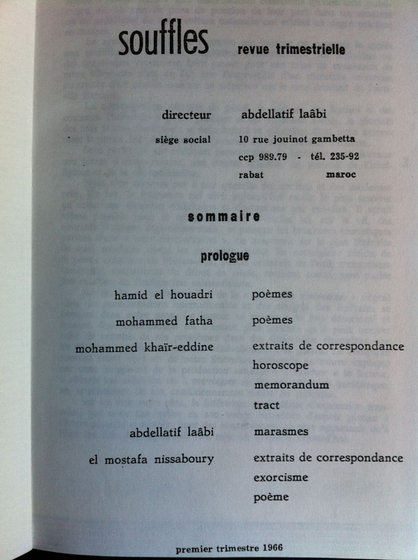 souffles revue trimestrielle
directeur abdellatif laâbi
siège social 10 rue jouinot gambetta
ccp 989.79 - tél. 235-92
rabat maroc
sommaire
prologue
hamid el houadri poèmes
mohammed fatha poèmes
mohammed khaïr-eddine extraits de correspondance
horoscope
memorandum
tract
abdellatif laâbi marasmes
el mostafa nissaboury extraits de correspondance
exorcisme
poème
premier trimestre 1966